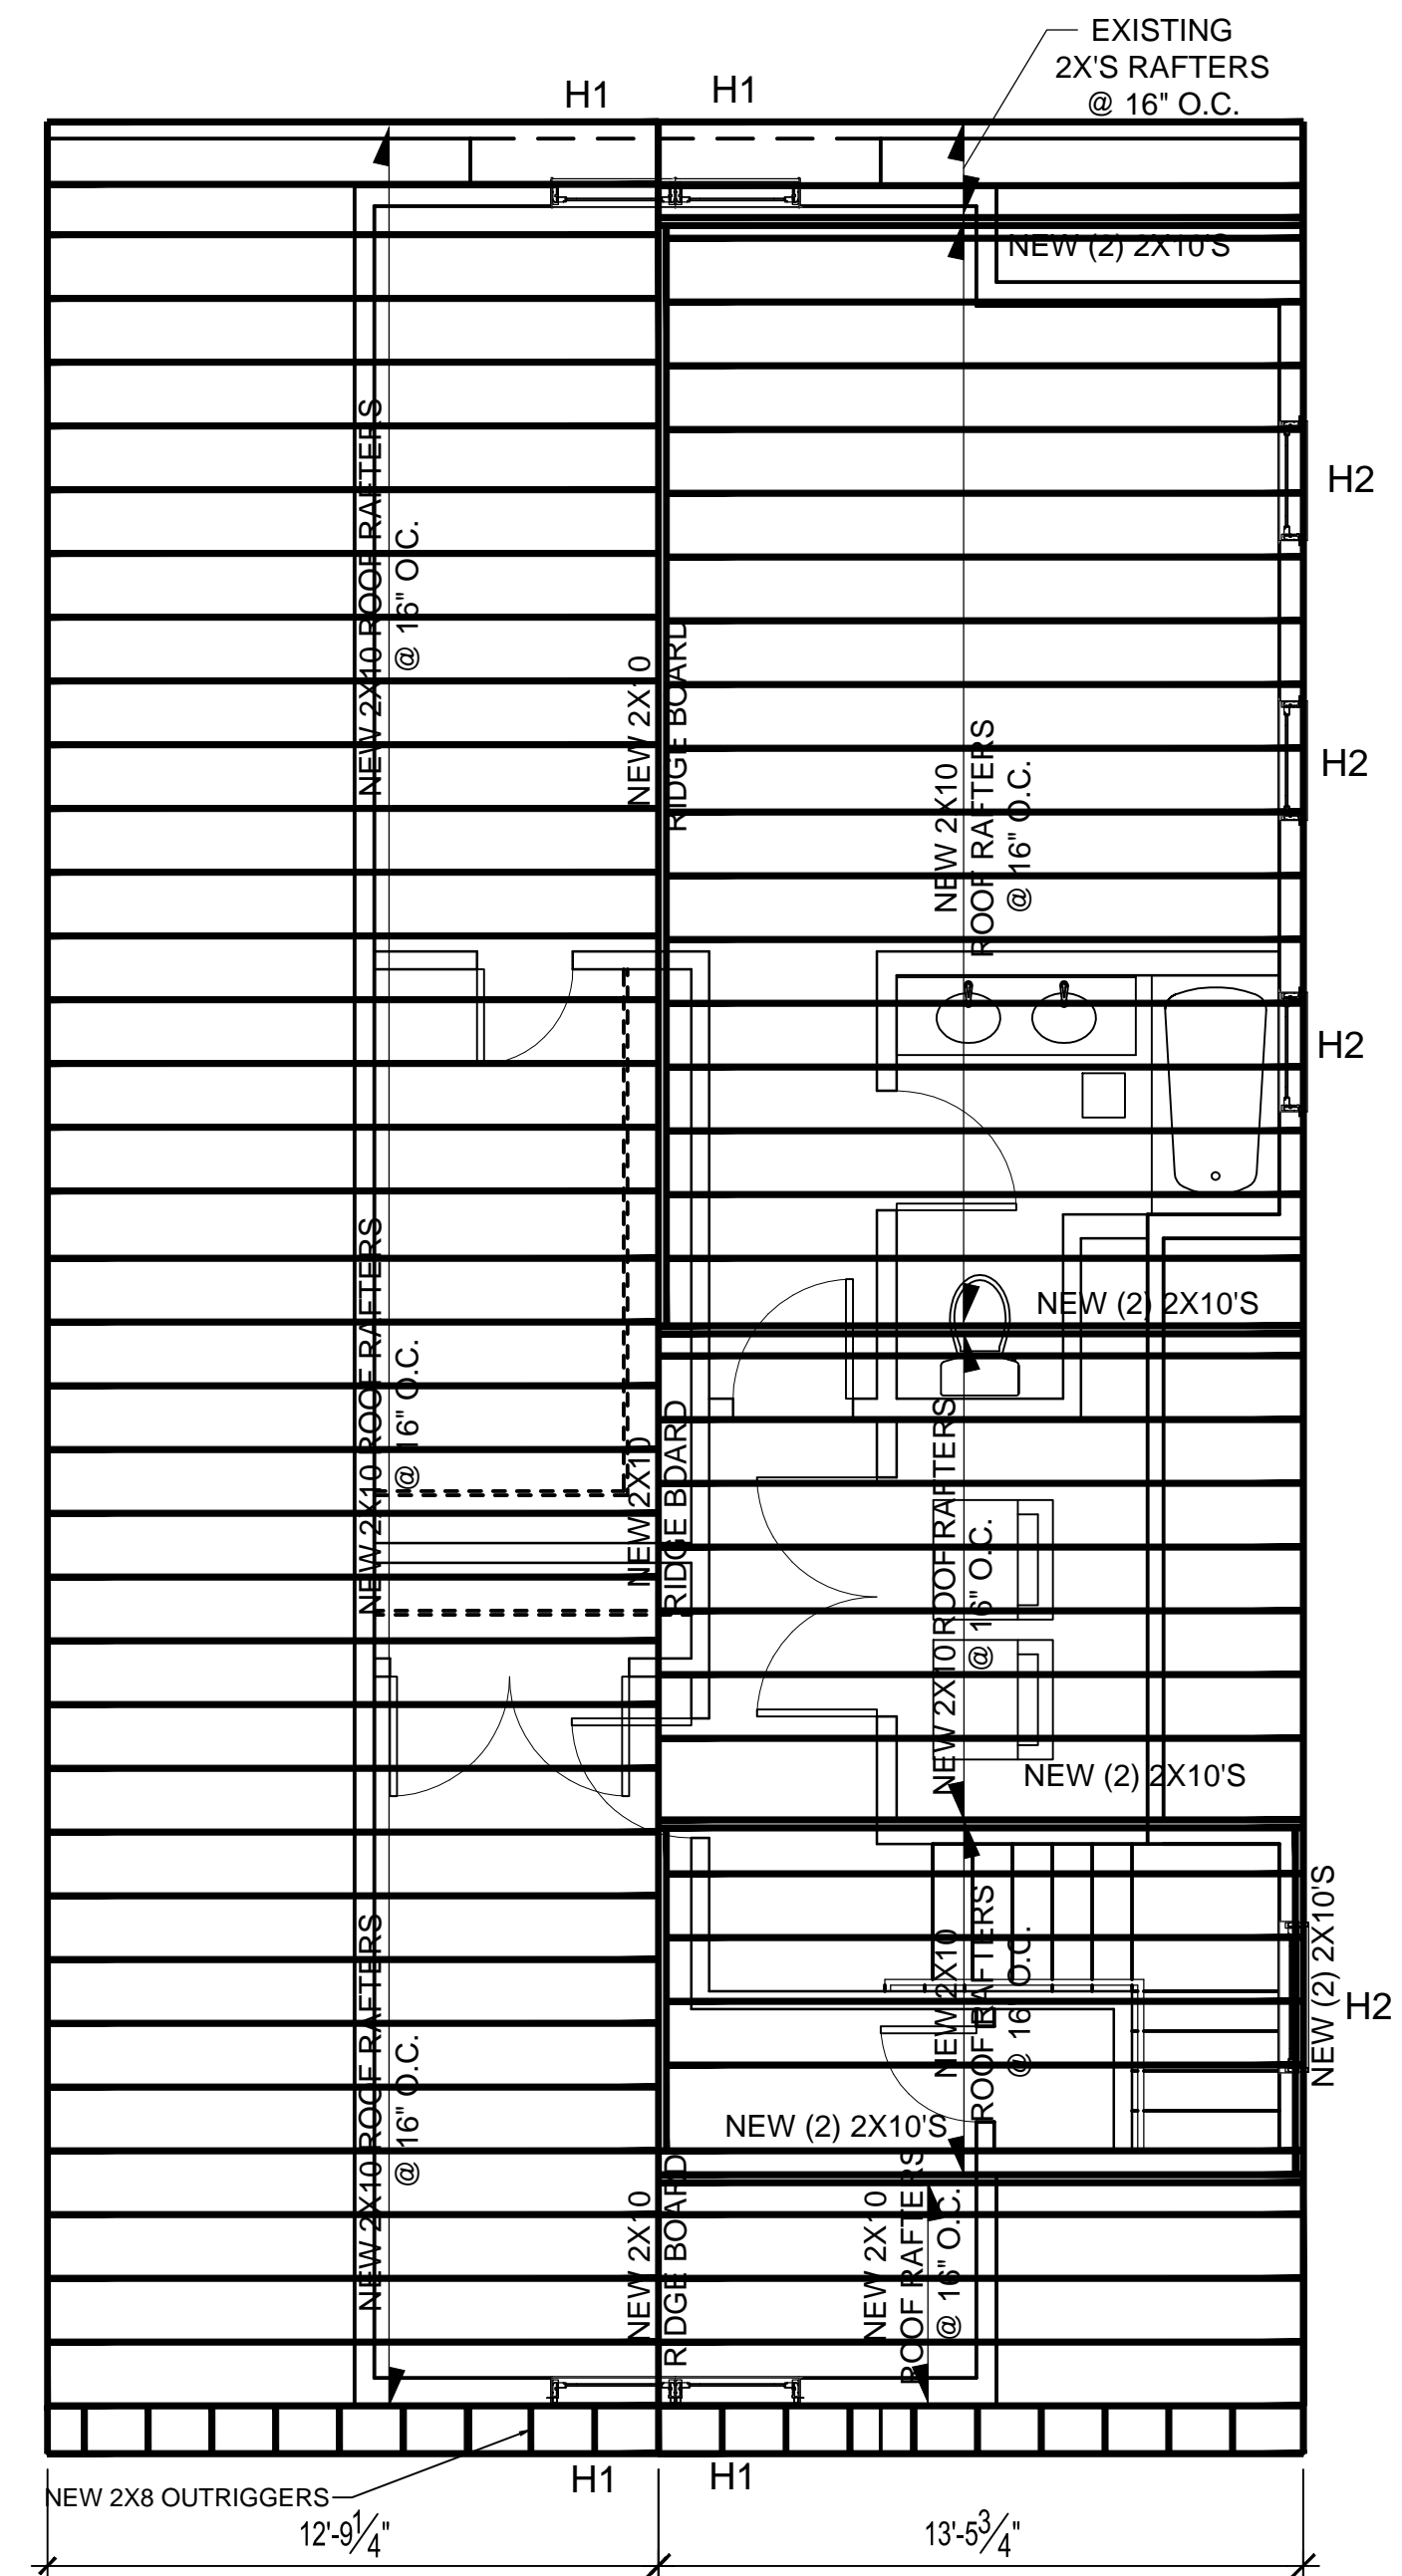 EXISTING
2X'S RAFTERS
@ 16" O.C.
H1
H1
NEW (2) 2X10'S
H2
NEW 2X10 ROOF RAFTERS
@ 16" O.C.
NEW 2X10
RIDGE BOARD
NEW 2X10
ROOF RAFTERS
@ 16" O.C.
H2
H2
NEW (2) 2X10'S
NEW 2X10 ROOF RAFTERS
@ 16" O.C.
NEW 2X10
RIDGE BOARD
NEW 2X10 ROOF RAFTERS
@ 16" O.C.
NEW (2) 2X10'S
NEW 2X10 ROOF RAFTERS
@ 16" O.C.
NEW 2X10
ROOF RAFTERS
@ 16" O.C.
NEW (2) 2X10'S
H2
NEW (2) 2X10'S
NEW 2X10
RIDGE BOARD
NEW 2X10
ROOF RAFTERS
@ 16" O.C.
H1
H1
NEW 2X8 OUTRIGGERS
12'-9 1/4"
13'-5 3/4"